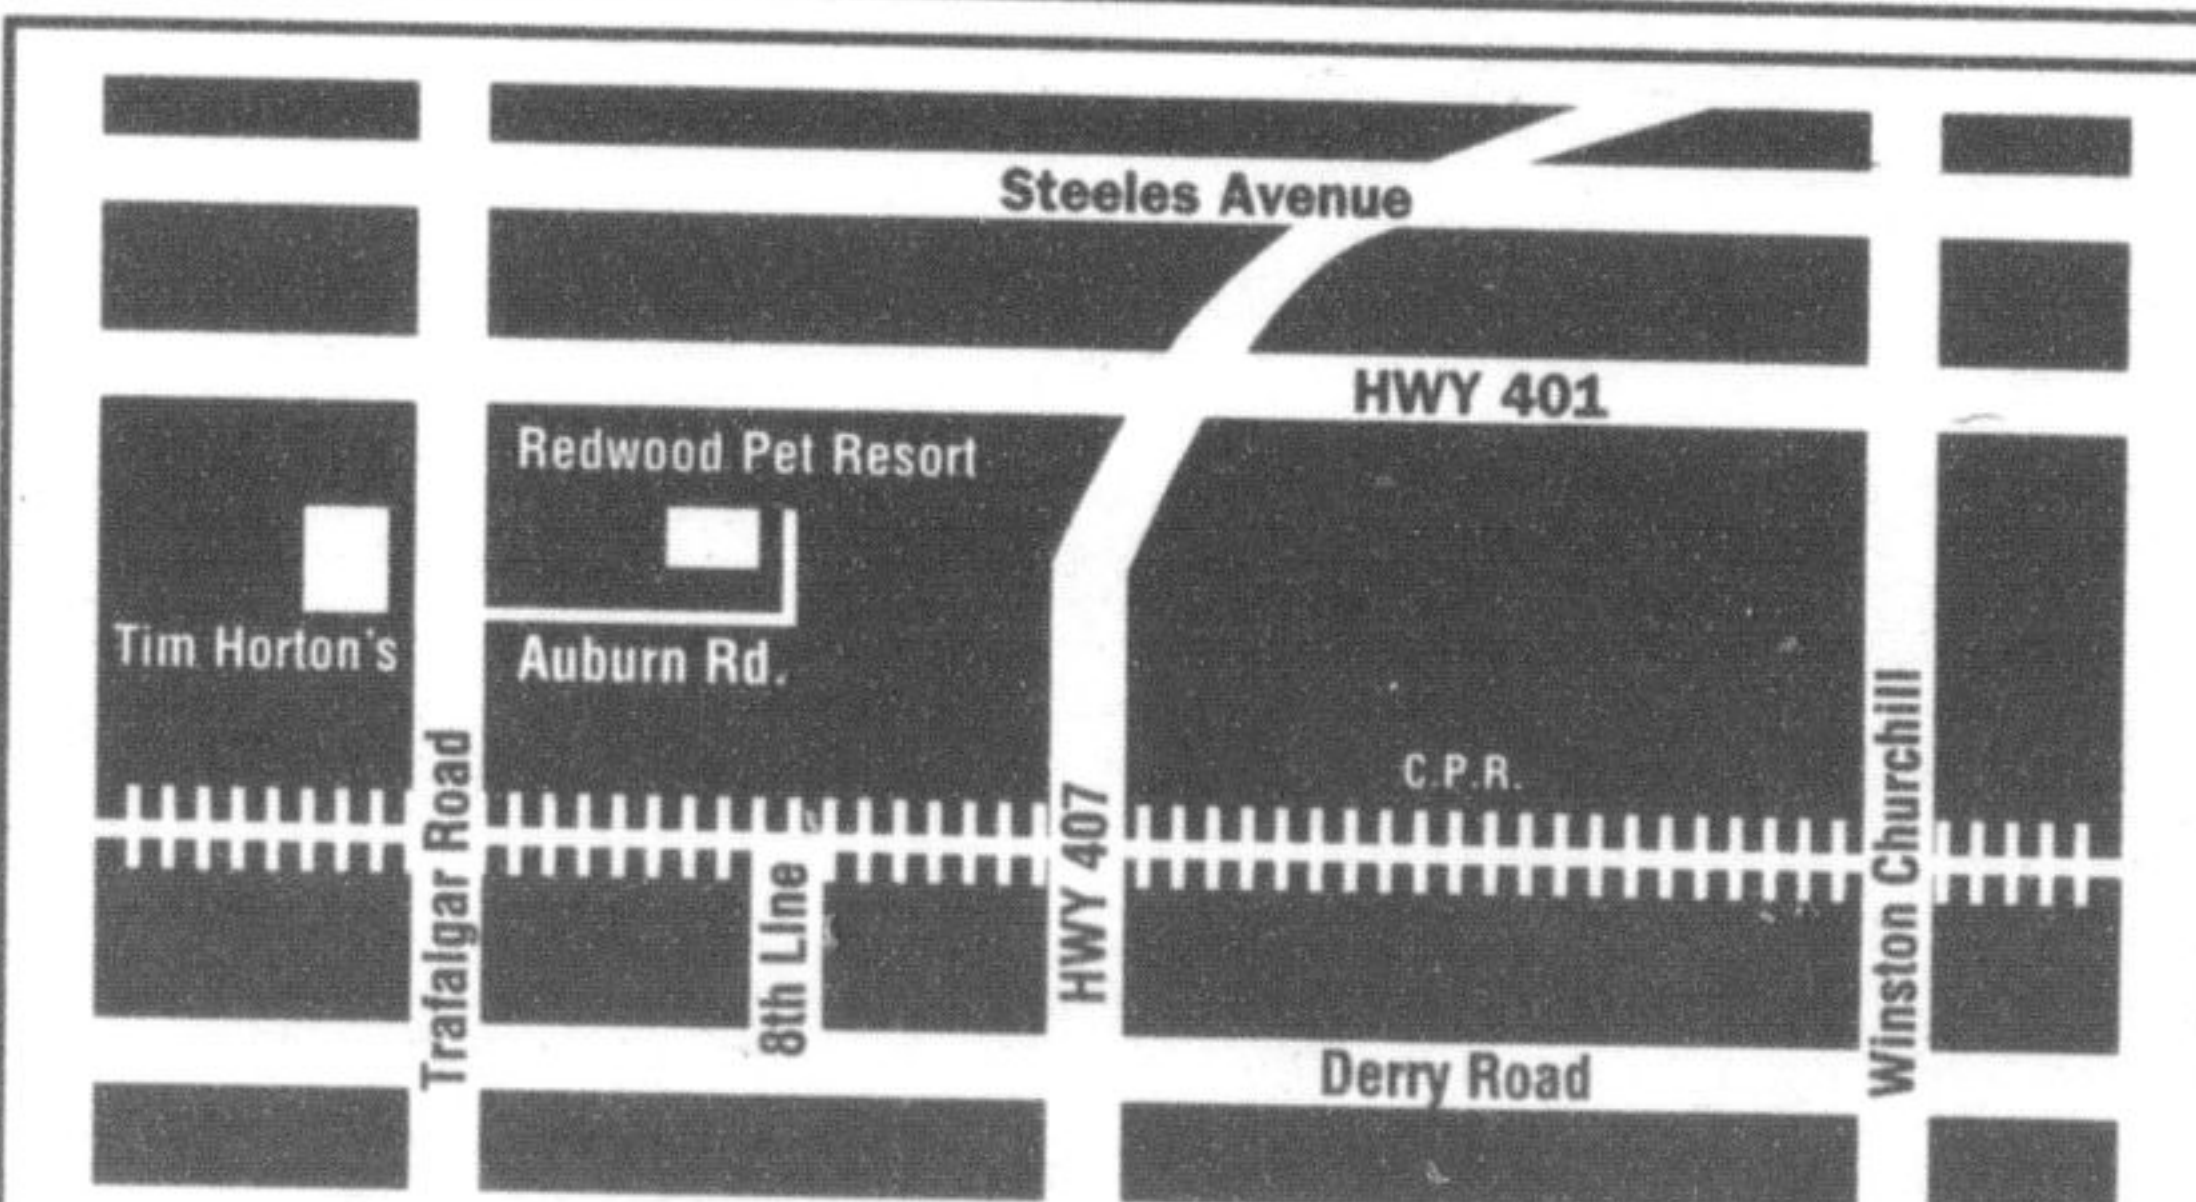 Steeles Avenue
HWY 401
Redwood Pet Resort
Tim Horton's
Auburn Rd.
C.P.R.
Trafalgar Road
8th Line
HWY 407
Winston Churchill
Derry Road